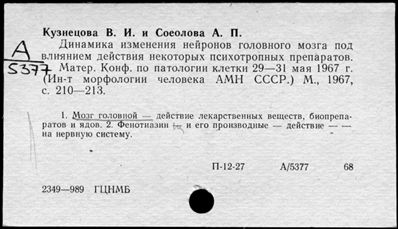 Кузнецова В. И. и Соеолова А. П.
А
5377
Динамика изменения нейронов головного мозга под
влиянием действия некоторых психотропных препаратов.
Матер. Конф. по патологии клетки 29—31 мая 1967 г.
(Ин-т морфологии человека АМН СССР.) М., 1967,
с. 210—213.
1. Мозг головной — действие лекарственных веществ, биопрепа-
ратов и ядов. 2. Фенотиазин — и его производные — действие — —
на нервную систему.
П-12-27 А/5377 68
2349—989 ГЦНМБ